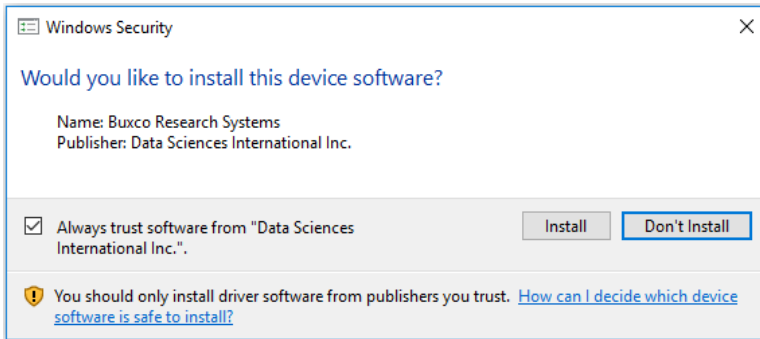 Windows Security
Would you like to install this device software?
Name: Buxco Research Systems
Publisher: Data Sciences International Inc.
Always trust software from "Data Sciences
International Inc.".
Install
Don't Install
You should only install driver software from publishers you trust. How can I decide which device
software is safe to install?